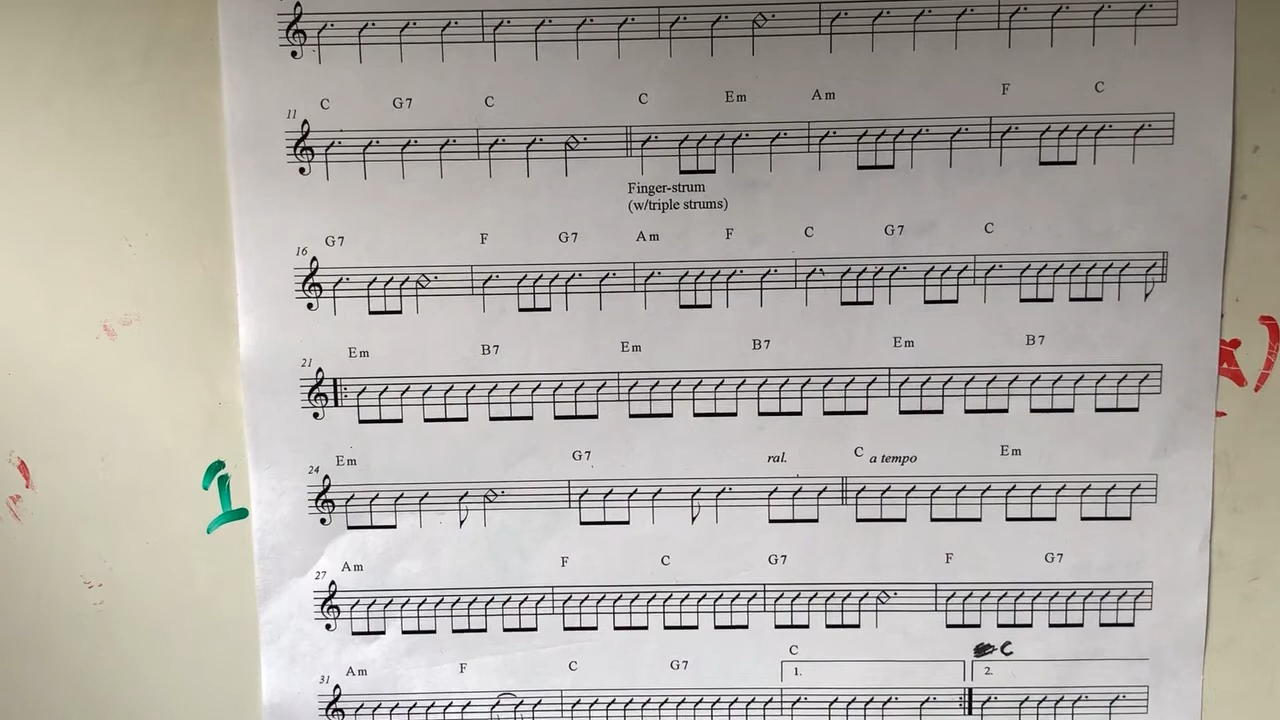 11 C G7 C C Em Am F C
Finger-strum
(w/triple strums)
16 G7 F G7 Am F C G7 C
21 Em B7 Em B7 Em B7
24 Em G7 ral. C a tempo Em
1
27 Am F C G7 F G7
31 Am F C G7 C C
1. 2.